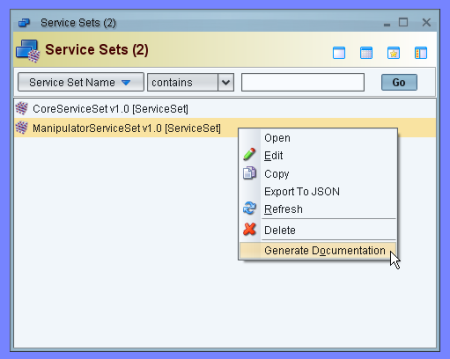 Service Sets (2)
Service Sets (2)
Service Set Name contains Go
CoreServiceSet v1.0 [ServiceSet]
ManipulatorServiceSet v1.0 [ServiceSet]
Open
Edit
Copy
Export To JSON
Refresh
Delete
Generate Documentation